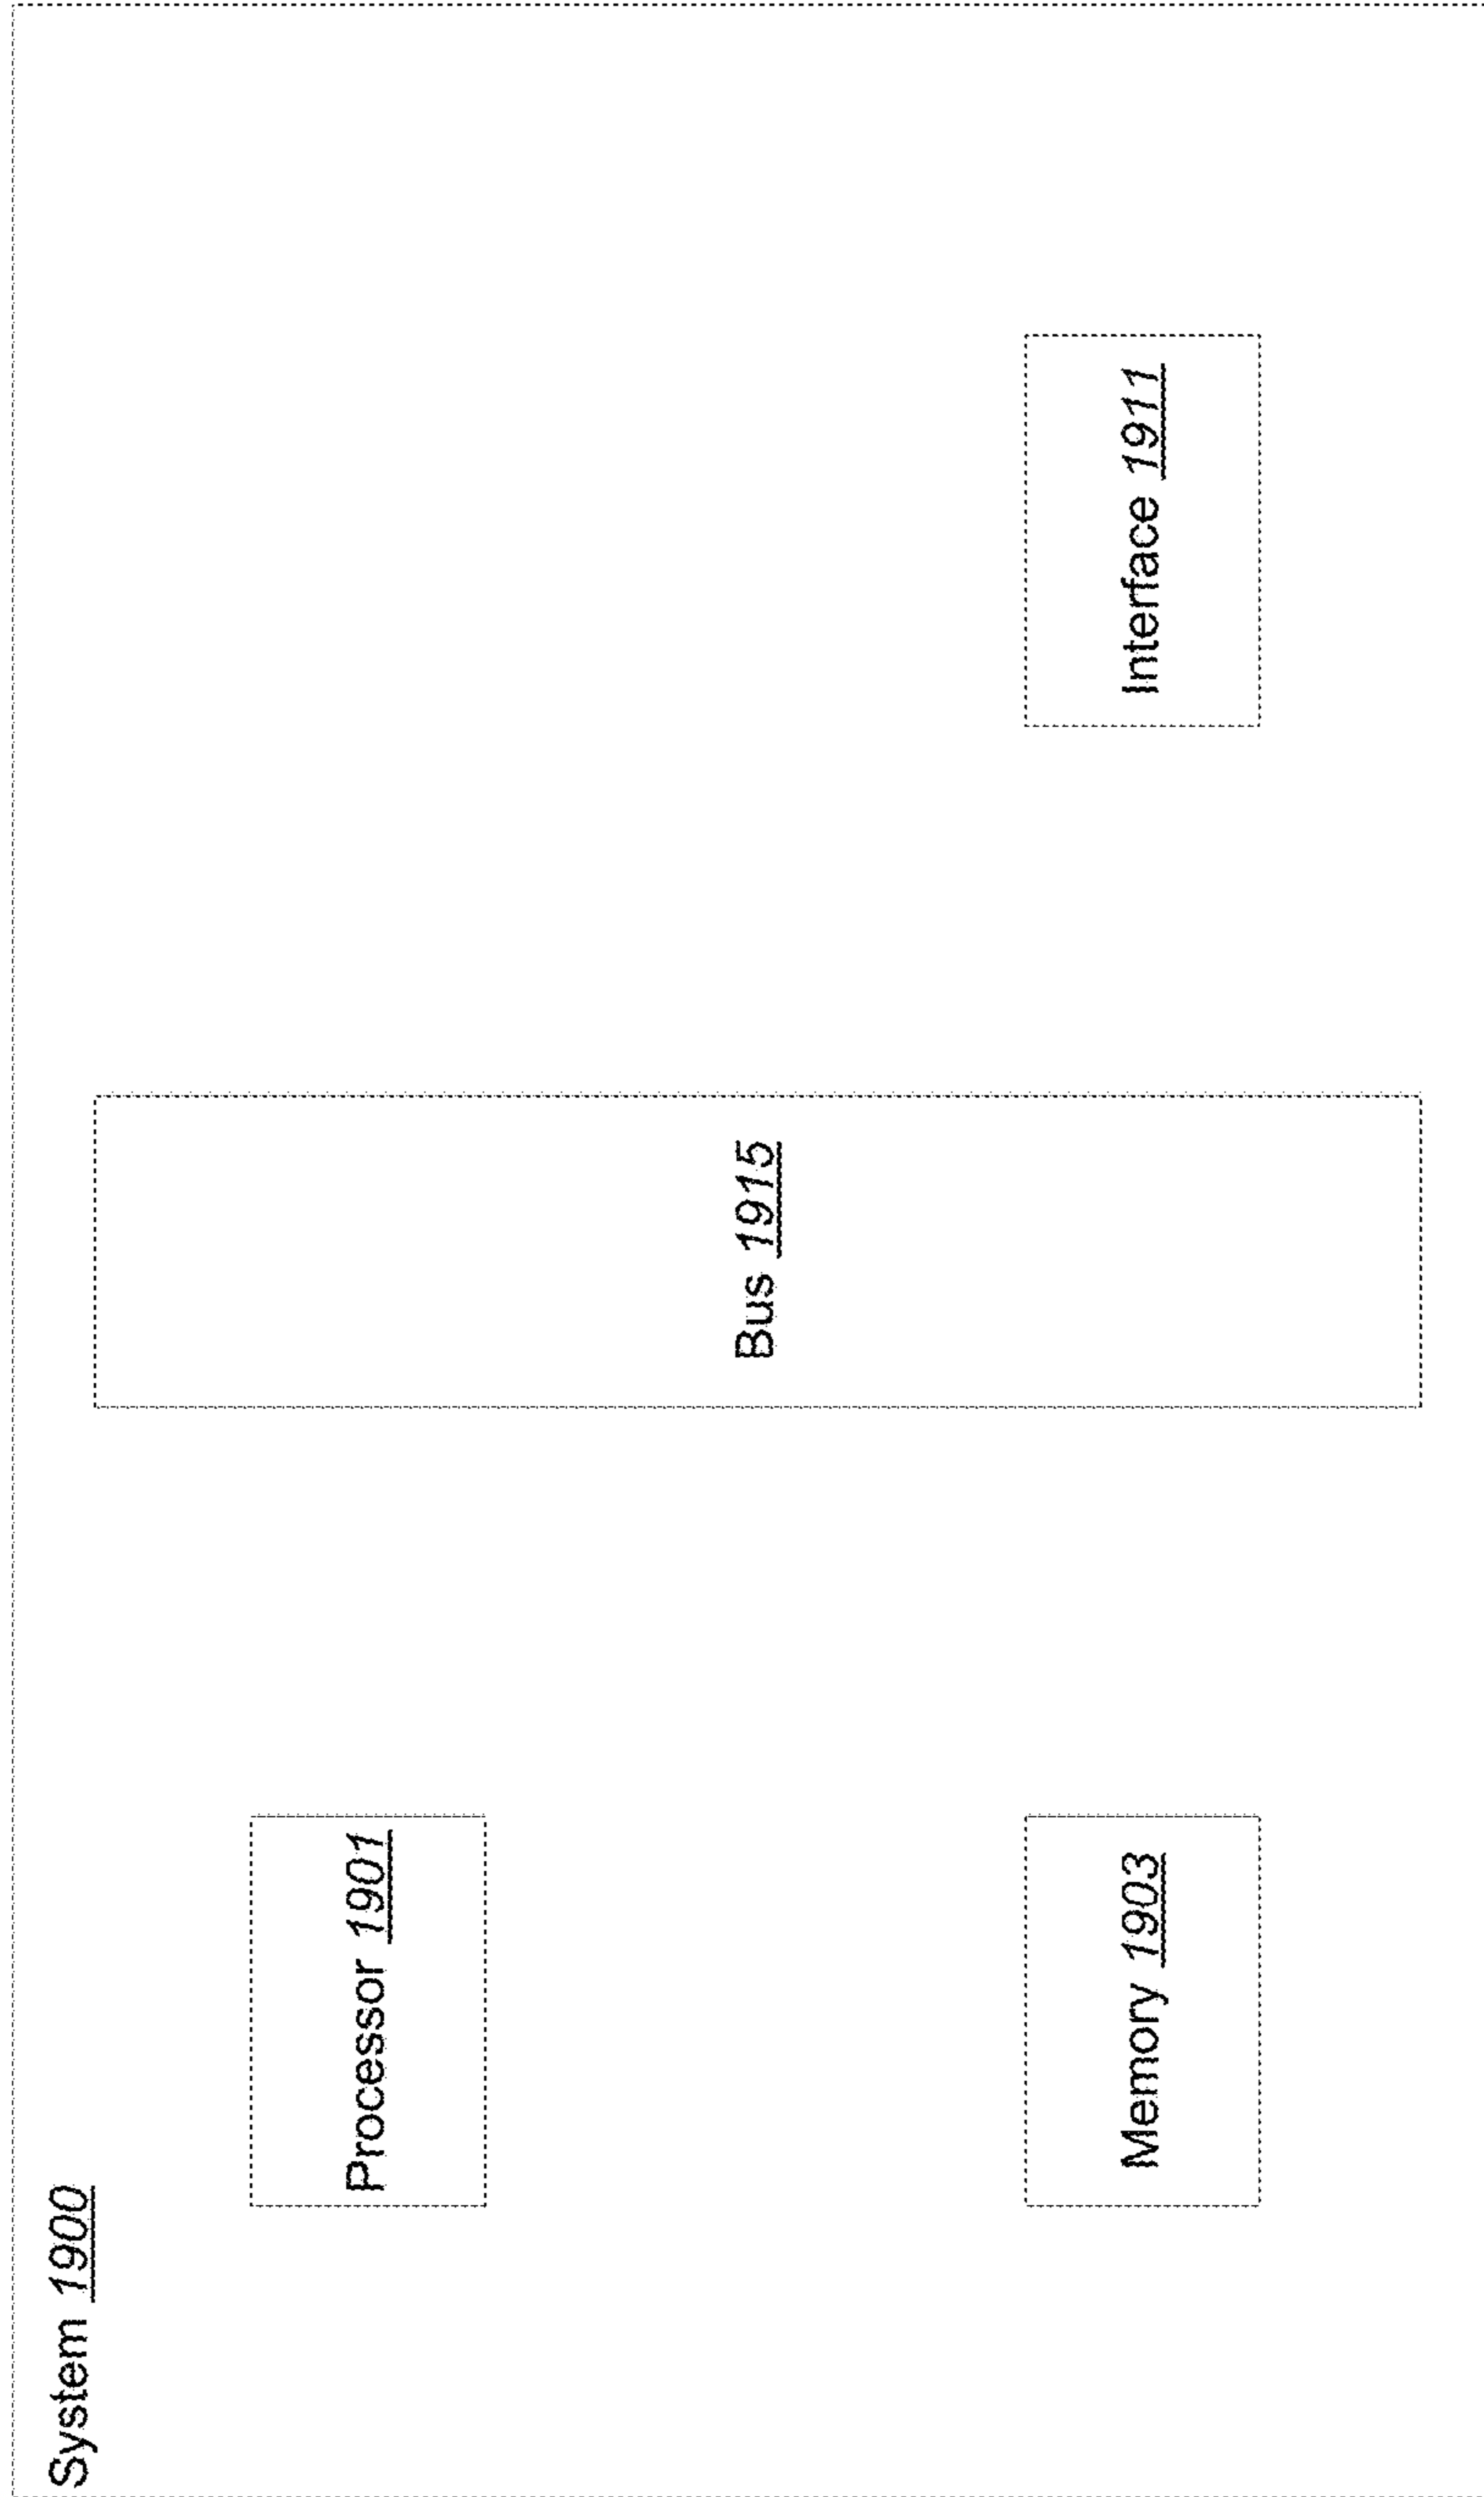 System 1900
Processor 1901
Bus 1915
Memory 1903
Interface 1911